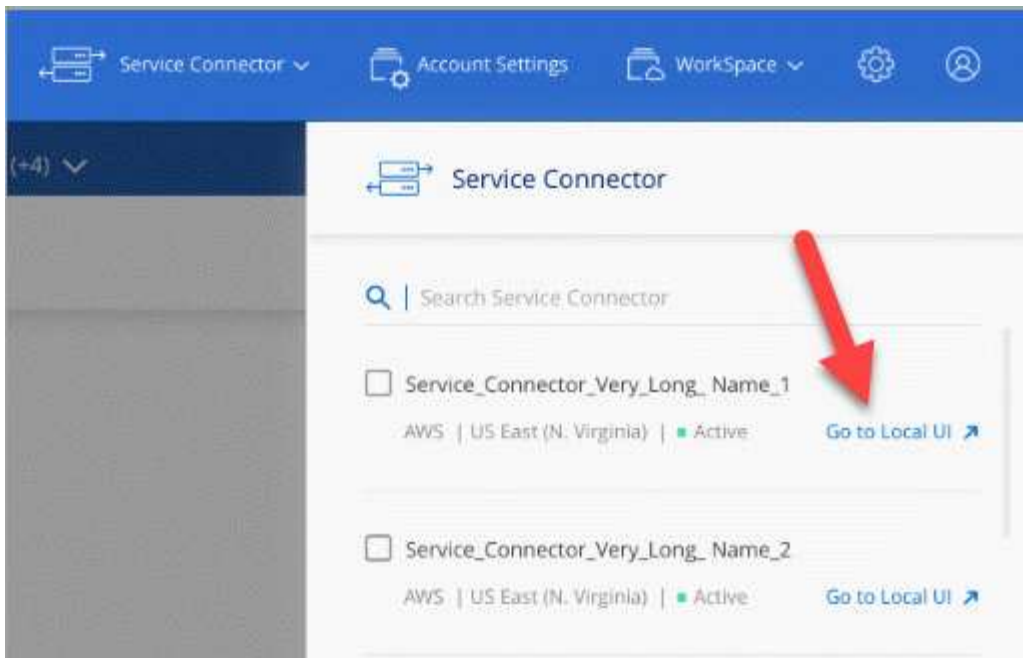 Service Connector Account Settings WorkSpace
(+4)
Service Connector
Search Service Connector
Service_Connector_Very_Long_ Name_1
AWS | US East (N. Virginia) | Active Go to Local UI
Service_Connector_Very_Long_ Name_2
AWS | US East (N. Virginia) | Active Go to Local UI